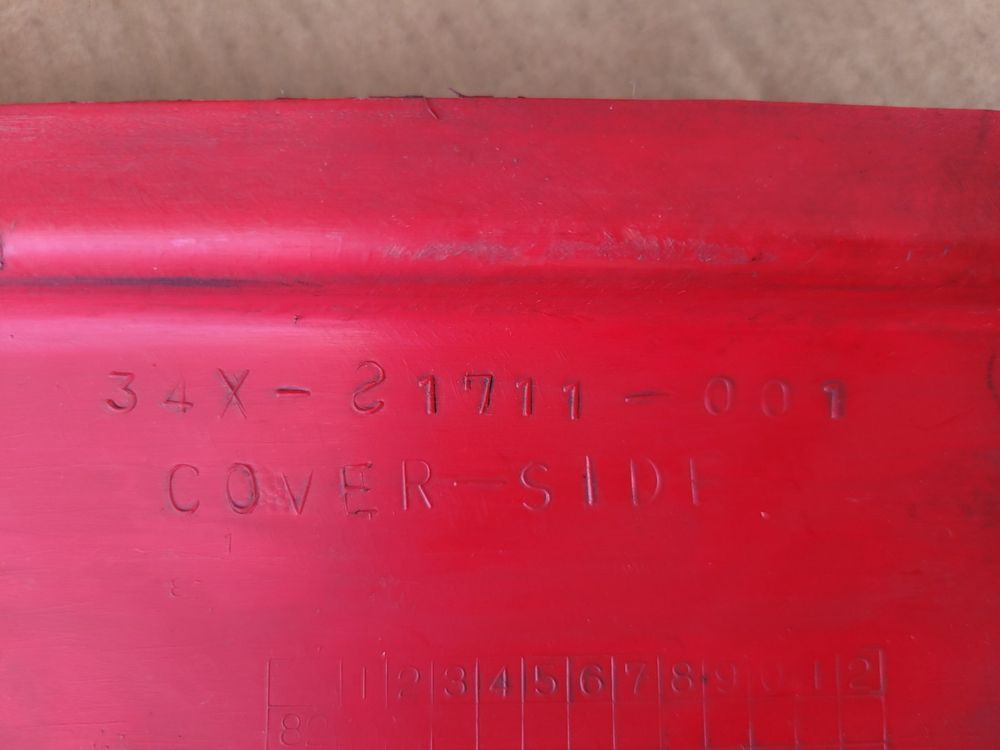 34X-21711-001
COVER-SIDE
1 2 3 4 5 6 7 8 9 0 1 2